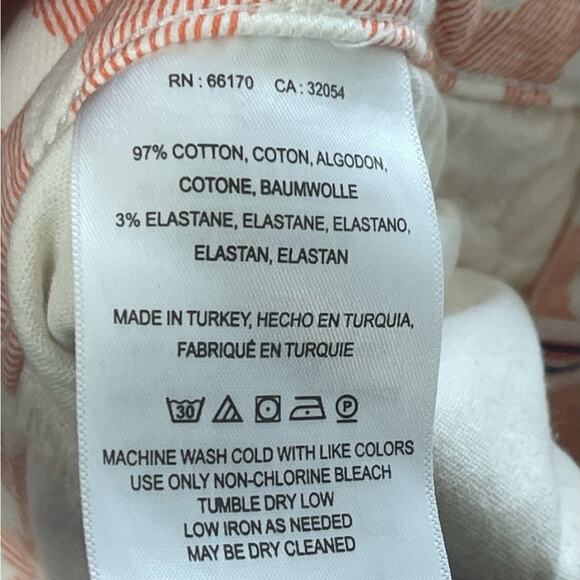 RN : 66170 CA : 32054
97% COTTON, COTON, ALGODON,
COTONE, BAUMWOLLE
3% ELASTANE, ELASTANE, ELASTANO,
ELASTAN, ELASTAN
MADE IN TURKEY, HECHO EN TURQUIA,
FABRIQUÉ EN TURQUIE
30 P
MACHINE WASH COLD WITH LIKE COLORS
USE ONLY NON-CHLORINE BLEACH
TUMBLE DRY LOW
LOW IRON AS NEEDED
MAY BE DRY CLEANED